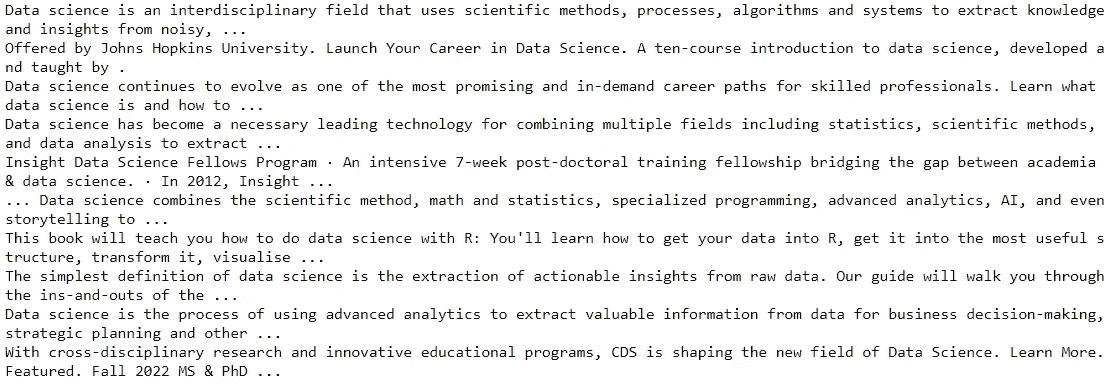 Data science is an interdisciplinary field that uses scientific methods, processes, algorithms and systems to extract knowledge
and insights from noisy, ...
Offered by Johns Hopkins University. Launch Your Career in Data Science. A ten-course introduction to data science, developed a
nd taught by .
Data science continues to evolve as one of the most promising and in-demand career paths for skilled professionals. Learn what
data science is and how to ...
Data science has become a necessary leading technology for combining multiple fields including statistics, scientific methods,
and data analysis to extract ...
Insight Data Science Fellows Program · An intensive 7-week post-doctoral training fellowship bridging the gap between academia
& data science. · In 2012, Insight ...
... Data science combines the scientific method, math and statistics, specialized programming, advanced analytics, AI, and even
storytelling to ...
This book will teach you how to do data science with R: You'll learn how to get your data into R, get it into the most useful s
tructure, transform it, visualise ...
The simplest definition of data science is the extraction of actionable insights from raw data. Our guide will walk you through
the ins-and-outs of the ...
Data science is the process of using advanced analytics to extract valuable information from data for business decision-making,
strategic planning and other ...
With cross-disciplinary research and innovative educational programs, CDS is shaping the new field of Data Science. Learn More.
Featured. Fall 2022 MS & PhD ...